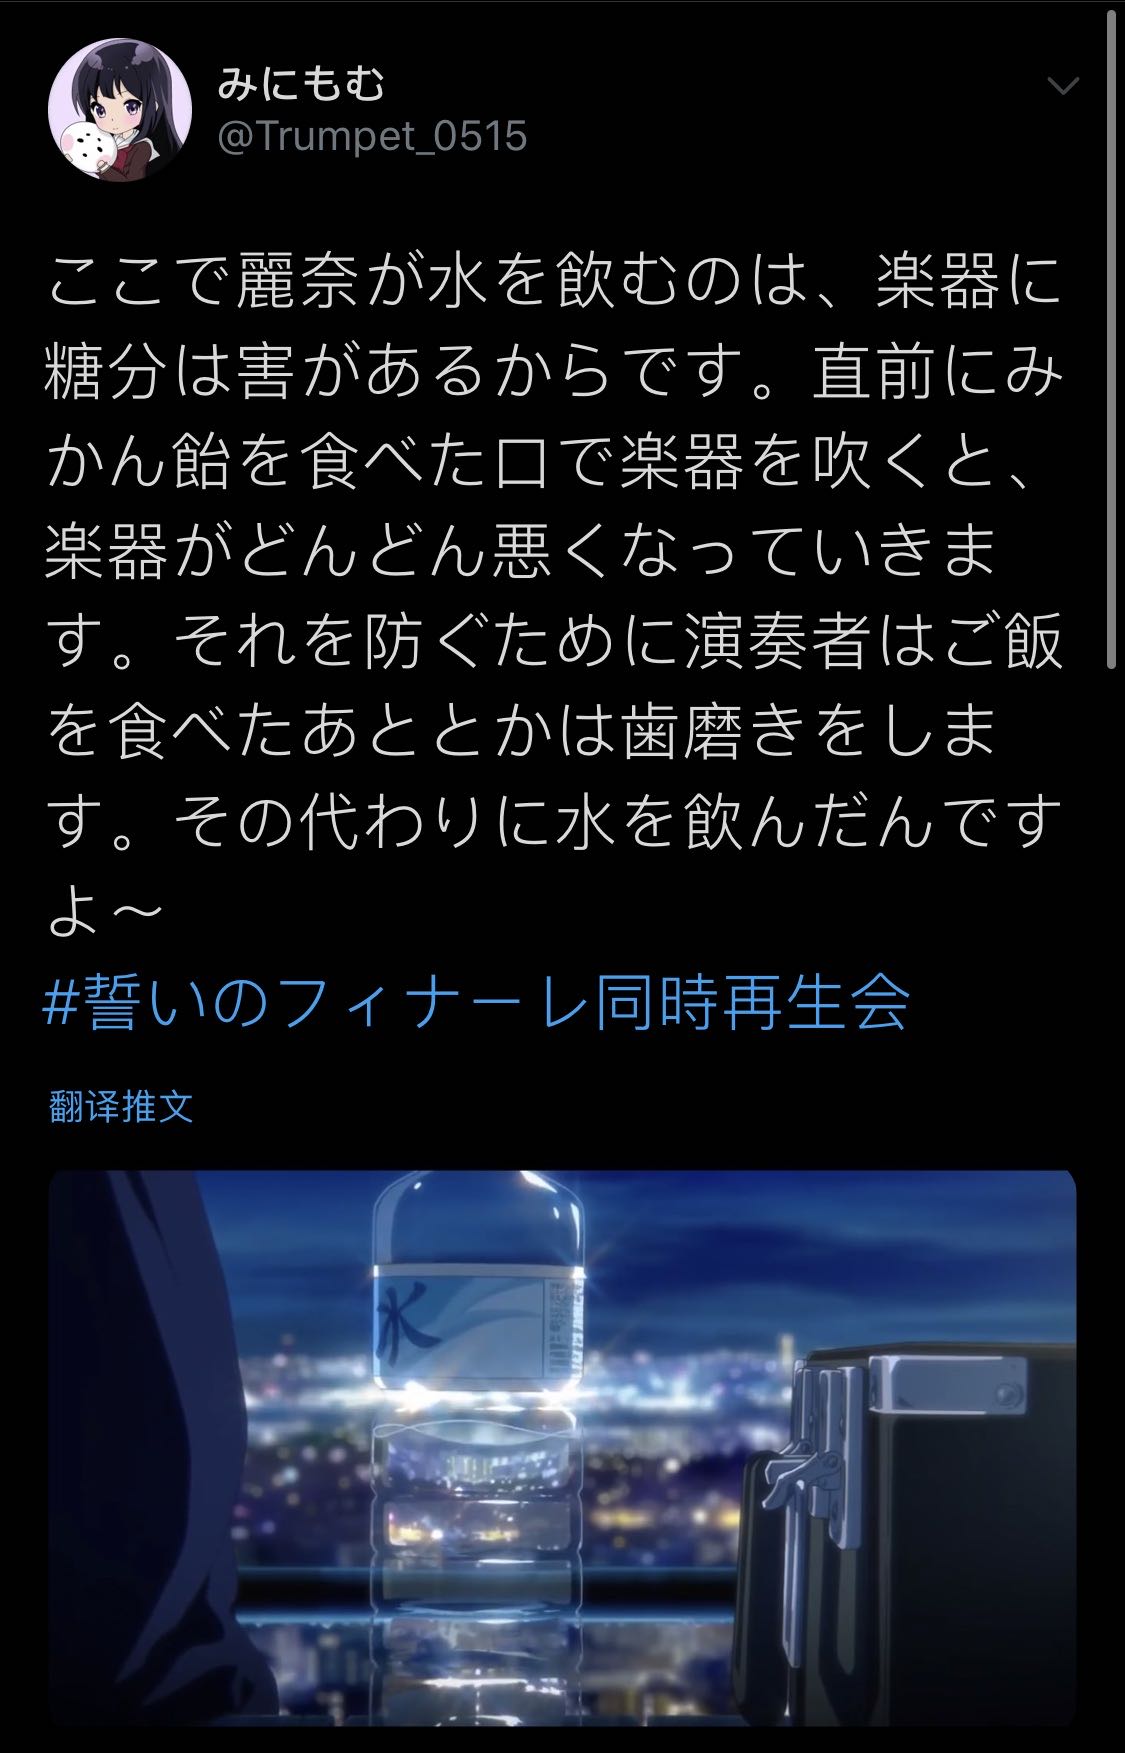 みにもむ
@Trumpet_0515
ここで麗奈が水を飲むのは、楽器に
糖分は害があるからです。直前にみ
かん飴を食べた口で楽器を吹くと、
楽器がどんどん悪くなっていきま
す。それを防ぐために演奏者はご飯
を食べたあととかは歯磨きをしま
す。その代わりに水を飲んだんです
よ〜
#誓いのフィナーレ同時再生会
翻译推文
水